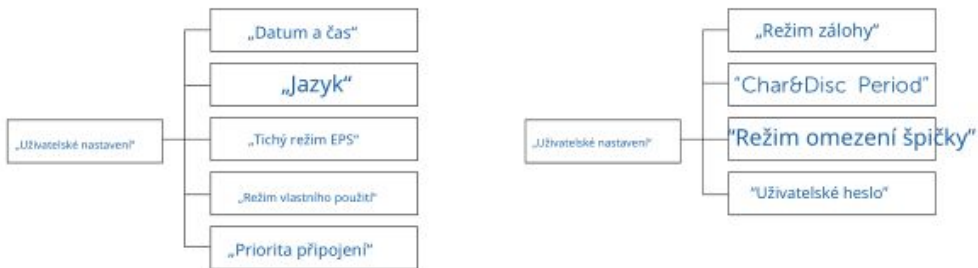 „Datum a čas“
„Jazyk“
„Uživatelské nastavení“
„Tichý režim EPS“
„Režim vlastního použití“
„Priorita připojení“
„Režim zálohy“
“Char&Disc Period”
„Uživatelské nastavení“
“Režim omezení špičky”
“Uživatelské heslo”